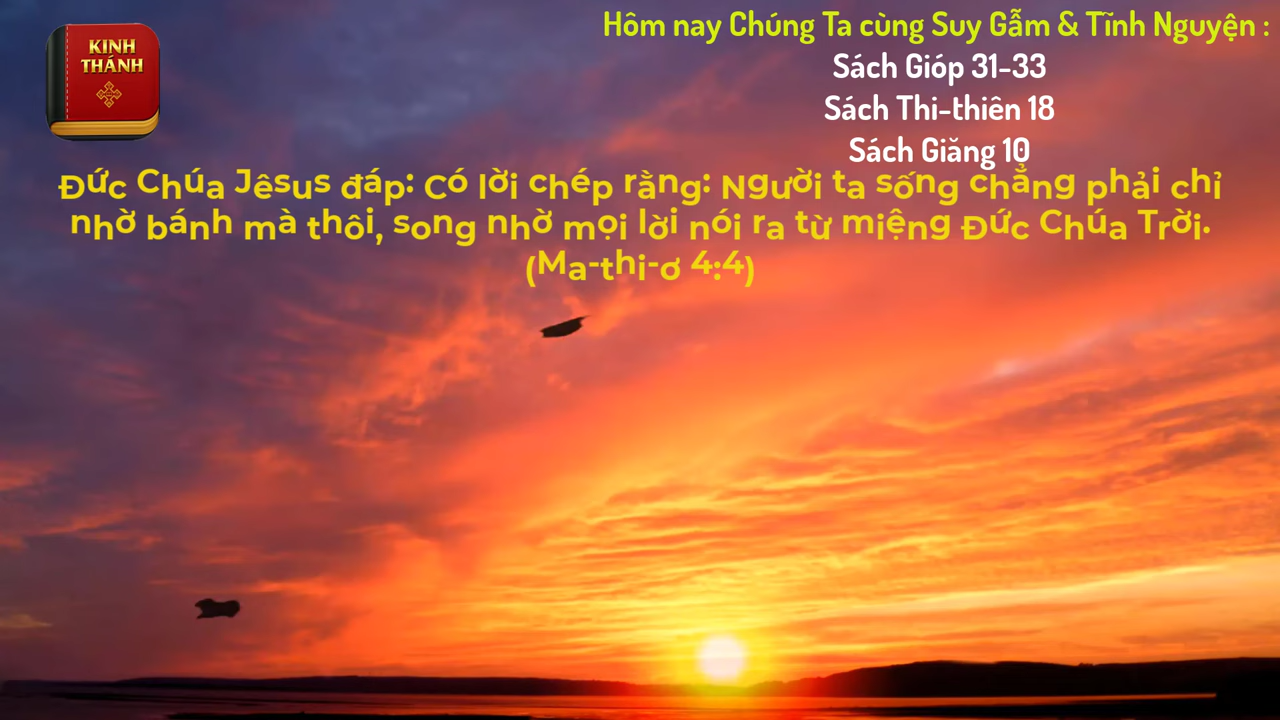 KINH
THÁNH
Hôm nay Chúng Ta cùng Suy Gẫm & Tĩnh Nguyện :
Sách Gióp 31-33
Sách Thi-thiên 18
Sách Giăng 10
Đức Chúa Jêsus đáp: Có lời chép rằng: Người ta sống chẳng phải chỉ
nhờ bánh mà thôi, song nhờ mọi lời nói ra từ miệng Đức Chúa Trời.
(Ma-thi-ơ 4:4)